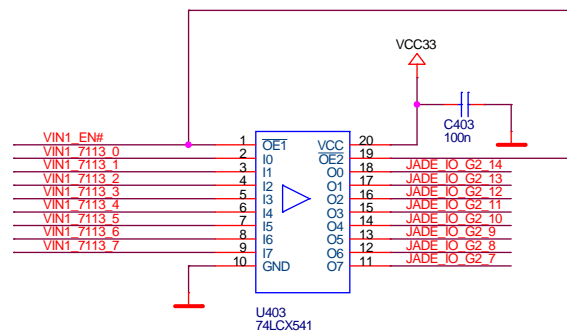 VCC33
C403
100n
VIN1_EN# 1 OE1 VCC 20
VIN1_7113_0 2 I0 OE2 19
VIN1_7113_1 3 I1 O0 18 JADE_IO_G2_14
VIN1_7113_2 4 I2 O1 17 JADE_IO_G2_13
VIN1_7113_3 5 I3 O2 16 JADE_IO_G2_12
VIN1_7113_4 6 I4 O3 15 JADE_IO_G2_11
VIN1_7113_5 7 I5 O4 14 JADE_IO_G2_10
VIN1_7113_6 8 I6 O5 13 JADE_IO_G2_9
VIN1_7113_7 9 I7 O6 12 JADE_IO_G2_8
10 GND O7 11 JADE_IO_G2_7
U403
74LCX541